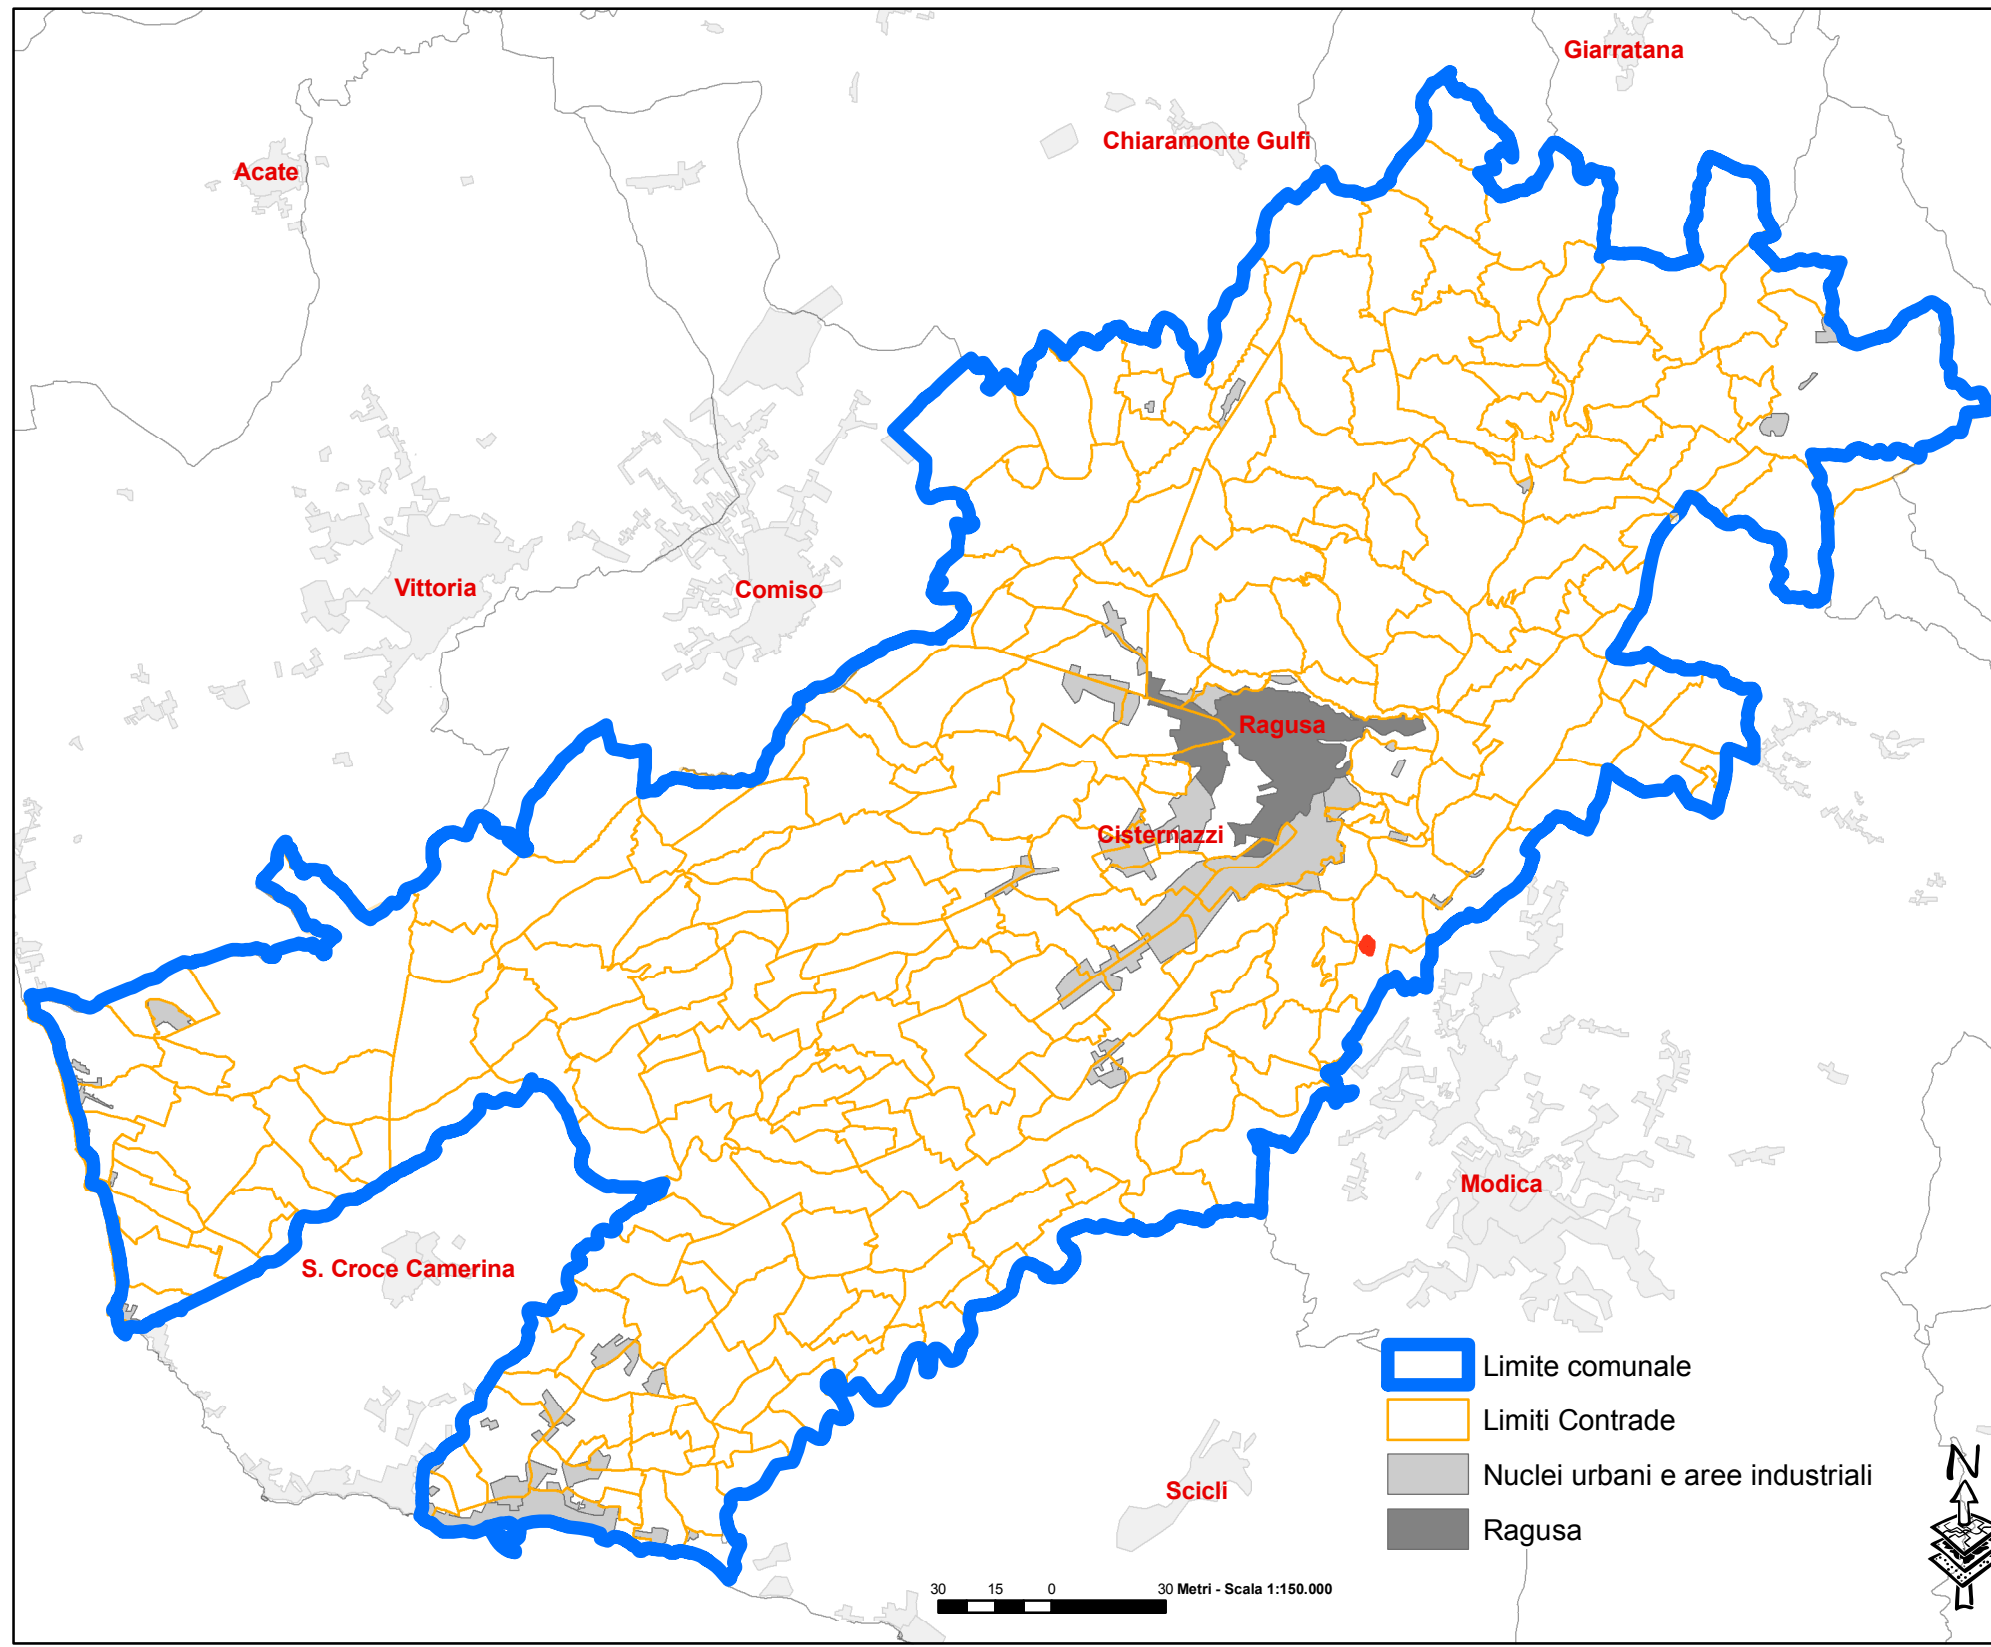 Giarratana
Chiaramonte Gulfi
Acate
Vittoria
Comiso
Ragusa
Cisternazzi
Modica
S. Croce Camerina
Scicli
Limite comunale
Limiti Contrade
Nuclei urbani e aree industriali
Ragusa
N
30 15 0 30 Metri - Scala 1:150.000